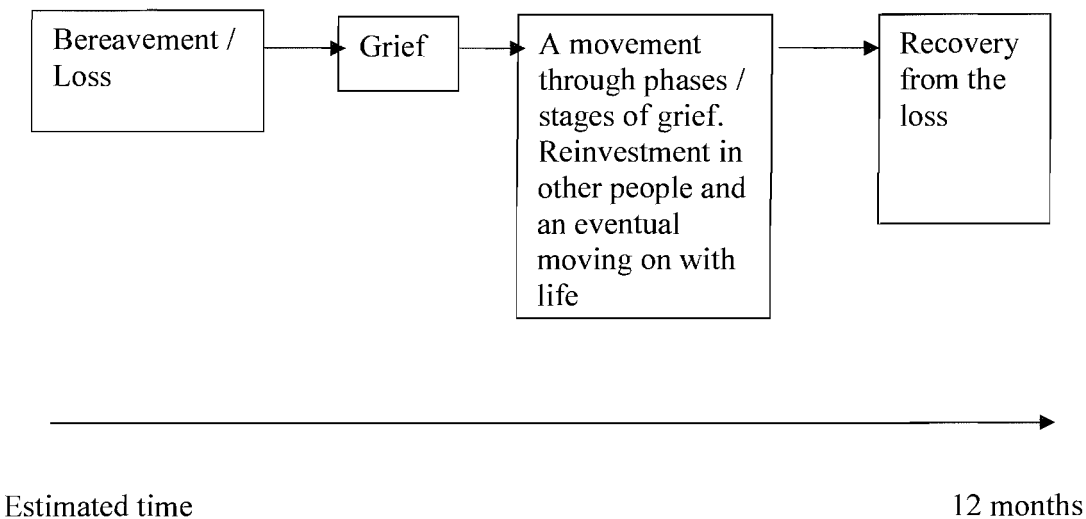 Bereavement /
Loss
Grief
A movement
through phases /
stages of grief.
Reinvestment in
other people and
an eventual
moving on with
life
Recovery
from the
loss
Estimated time
12 months